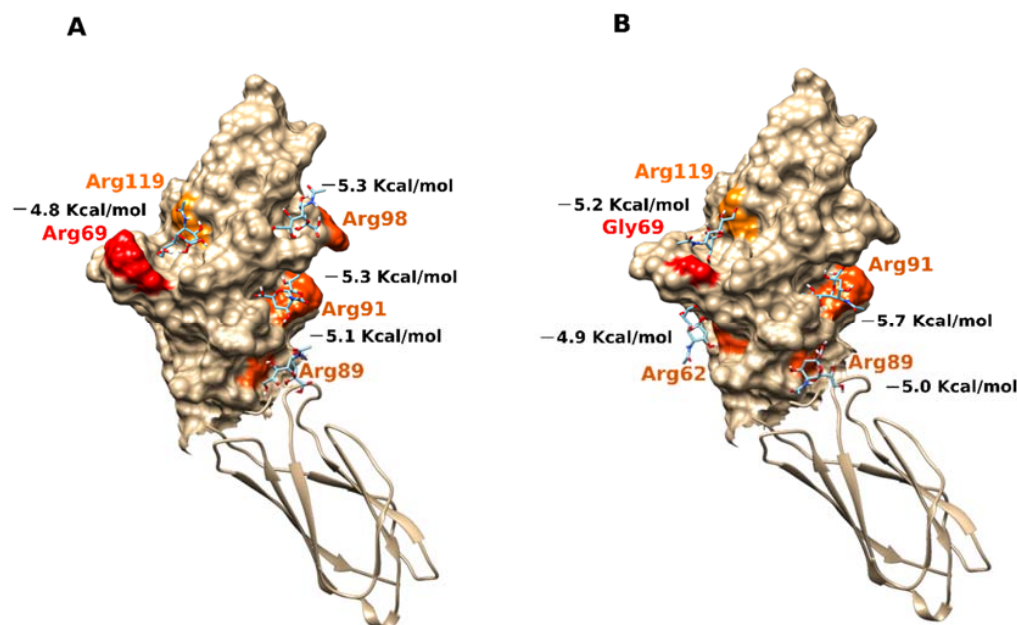 A
Arg119
−5.3 Kcal/mol
−4.8 Kcal/mol
Arg98
Arg69
−5.3 Kcal/mol
Arg91
−5.1 Kcal/mol
Arg89
B
Arg119
−5.2 Kcal/mol
Gly69
Arg91
−5.7 Kcal/mol
−4.9 Kcal/mol
Arg62
Arg89
−5.0 Kcal/mol